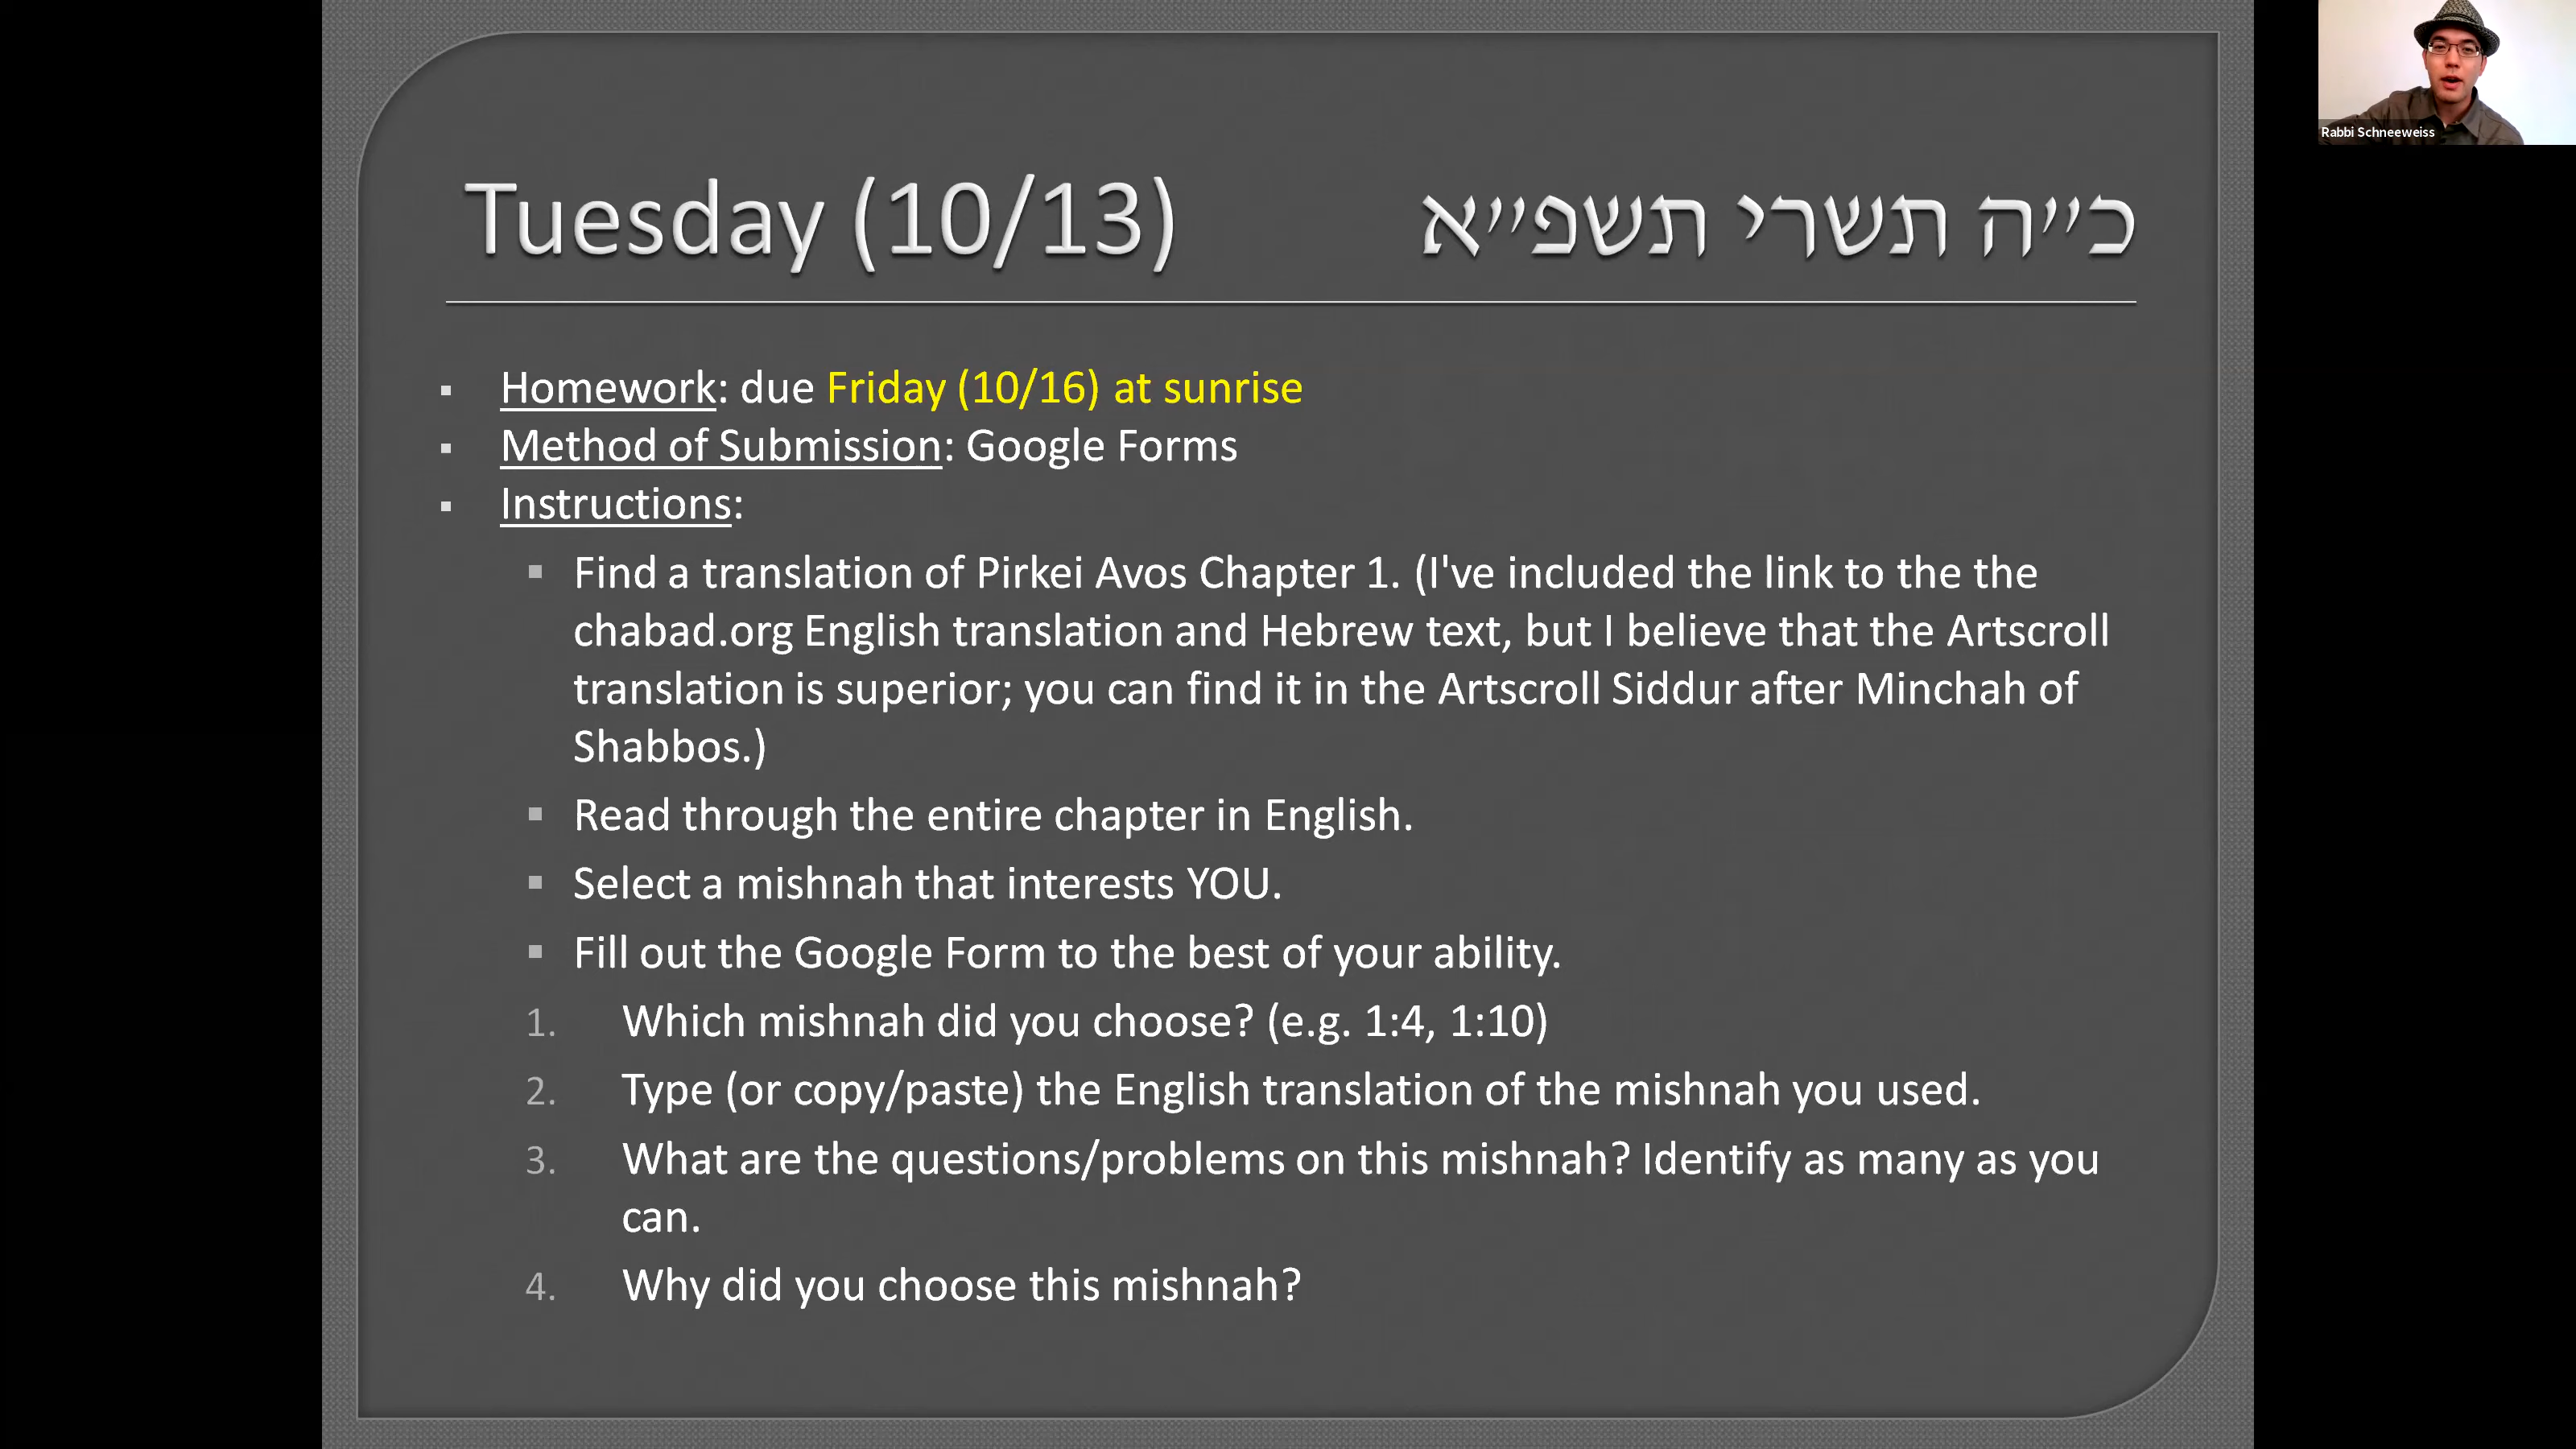 Tuesday (10/13) כ״ה תשרי תשפ״א
Rabbi Schneeweiss
▪ Homework: due Friday (10/16) at sunrise
▪ Method of Submission: Google Forms
▪ Instructions:
▪ Find a translation of Pirkei Avos Chapter 1. (I've included the link to the the
chabad.org English translation and Hebrew text, but I believe that the Artscroll
translation is superior; you can find it in the Artscroll Siddur after Minchah of
Shabbos.)
▪ Read through the entire chapter in English.
▪ Select a mishnah that interests YOU.
▪ Fill out the Google Form to the best of your ability.
1. Which mishnah did you choose? (e.g. 1:4, 1:10)
2. Type (or copy/paste) the English translation of the mishnah you used.
3. What are the questions/problems on this mishnah? Identify as many as you
can.
4. Why did you choose this mishnah?